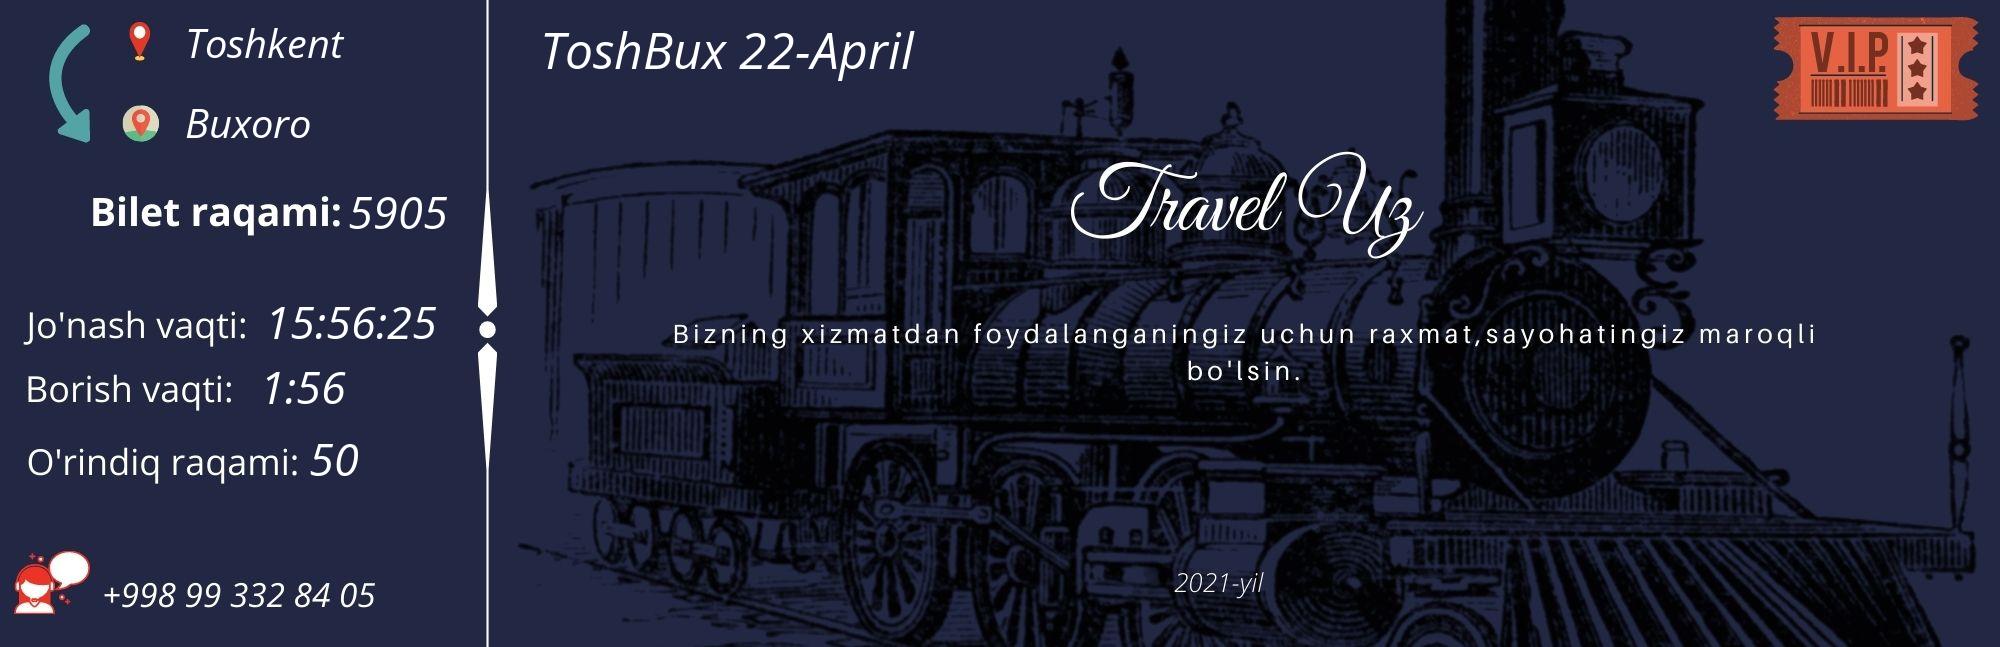 Toshkent
Buxoro
Bilet raqami: 5905
Jo'nash vaqti: 15:56:25
Borish vaqti: 1:56
O'rindiq raqami: 50
+998 99 332 84 05
ToshBux 22-April
V.I.P.
Travel Uz
Bizning xizmatdan foydalanganingiz uchun raxmat,sayohatingiz maroqli
bo'lsin.
2021-yil